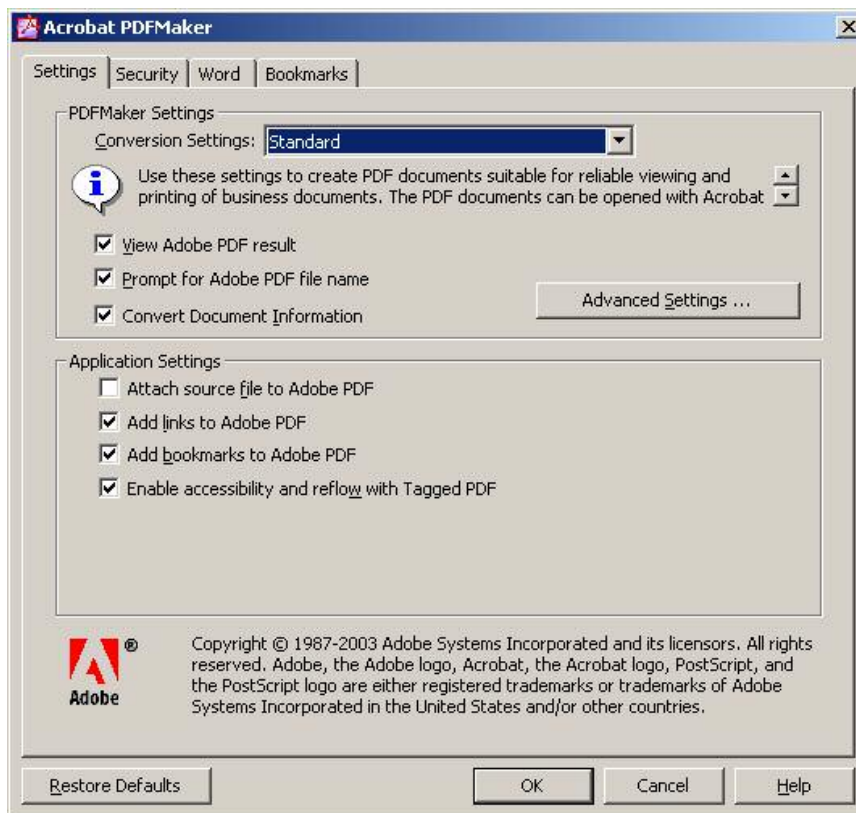 Acrobat PDFMaker
Settings Security Word Bookmarks
PDFMaker Settings
Conversion Settings: Standard
Use these settings to create PDF documents suitable for reliable viewing and
printing of business documents. The PDF documents can be opened with Acrobat
View Adobe PDF result
Prompt for Adobe PDF file name
Advanced Settings ...
Convert Document Information
Application Settings
Attach source file to Adobe PDF
Add links to Adobe PDF
Add bookmarks to Adobe PDF
Enable accessibility and reflow with Tagged PDF
®
Adobe
Copyright © 1987-2003 Adobe Systems Incorporated and its licensors. All rights
reserved. Adobe, the Adobe logo, Acrobat, the Acrobat logo, PostScript, and
the PostScript logo are either registered trademarks or trademarks of Adobe
Systems Incorporated in the United States and/or other countries.
Restore Defaults OK Cancel Help